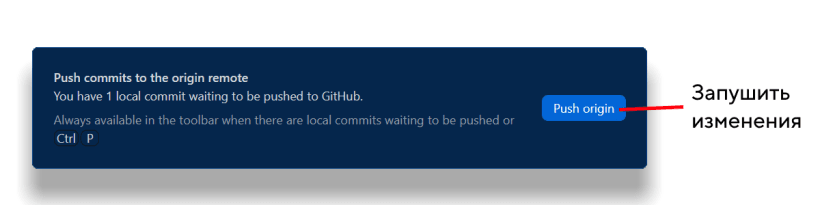 Push commits to the origin remote
You have 1 local commit waiting to be pushed to GitHub.
Always available in the toolbar when there are local commits waiting to be pushed or
Ctrl P
Push origin
Запушить
изменения